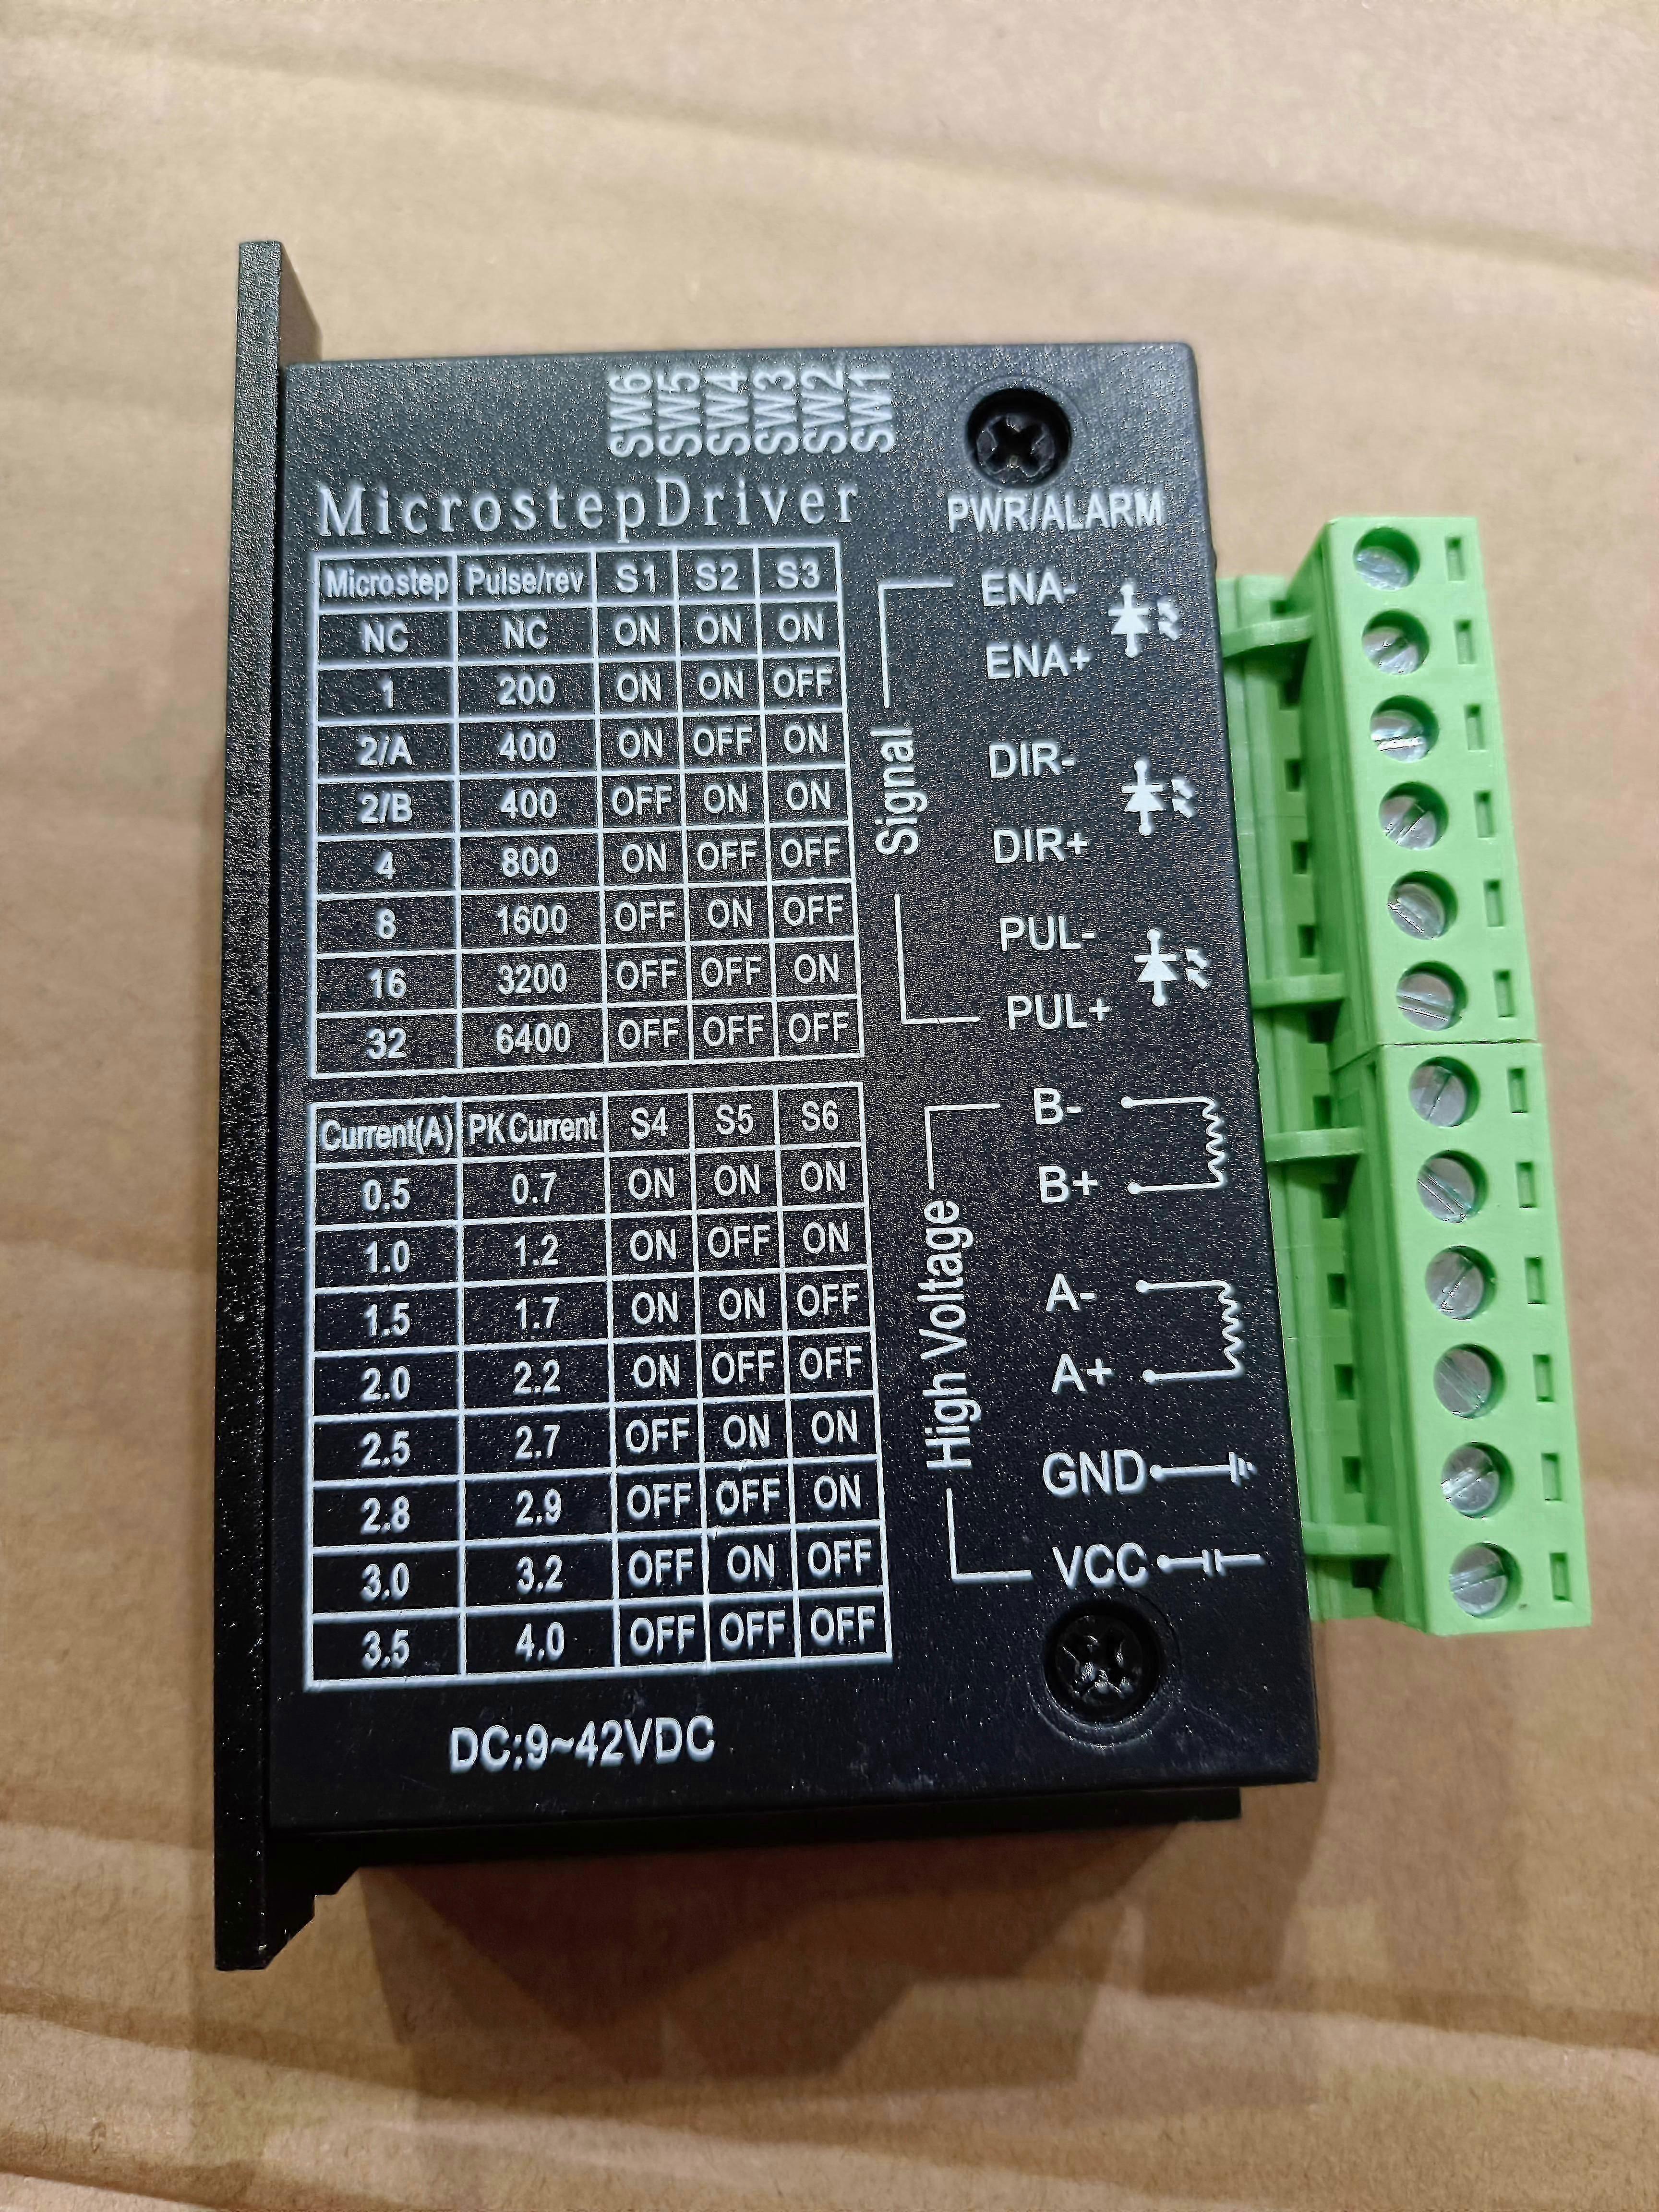 SW6
SW5
SW4
SW3
SW2
SW1
MicrostepDriver
PWR/ALARM
Microstep Pulse/rev S1 S2 S3
NC NC ON ON ON
1 200 ON ON OFF
2/A 400 ON OFF ON
2/B 400 OFF ON ON
4 800 ON OFF OFF
8 1600 OFF ON OFF
16 3200 OFF OFF ON
32 6400 OFF OFF OFF
Current(A) PK Current S4 S5 S6
0.5 0.7 ON ON ON
1.0 1.2 ON OFF ON
1.5 1.7 ON ON OFF
2.0 2.2 ON OFF OFF
2.5 2.7 OFF ON ON
2.8 2.9 OFF OFF ON
3.0 3.2 OFF ON OFF
3.5 4.0 OFF OFF OFF
DC:9~42VDC
Signal
ENA-
ENA+
DIR-
DIR+
PUL-
PUL+
High Voltage
B-
B+
A-
A+
GND
VCC